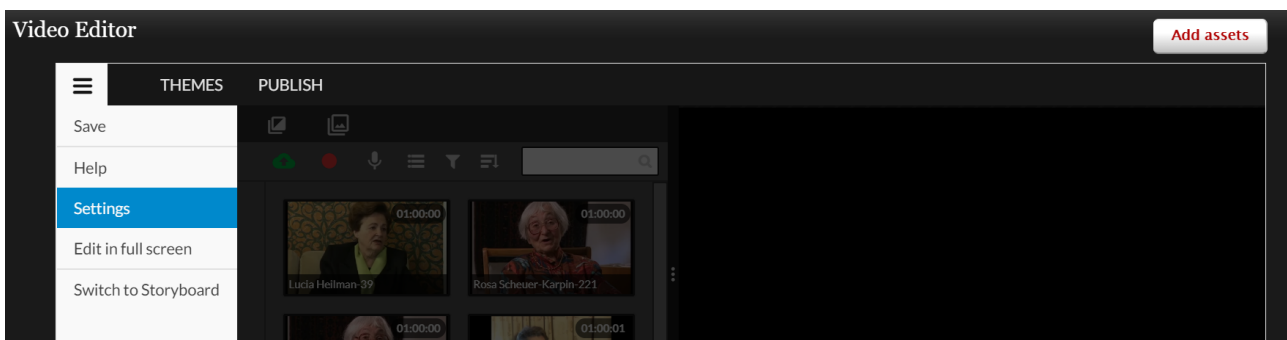 Video Editor
Add assets
THEMES PUBLISH
Save
Help
Settings
Edit in full screen
Switch to Storyboard
01:00:00 01:00:00
Lucia Heilman-39 Rosa Scheuer-Karpin-221
01:00:00 01:00:01